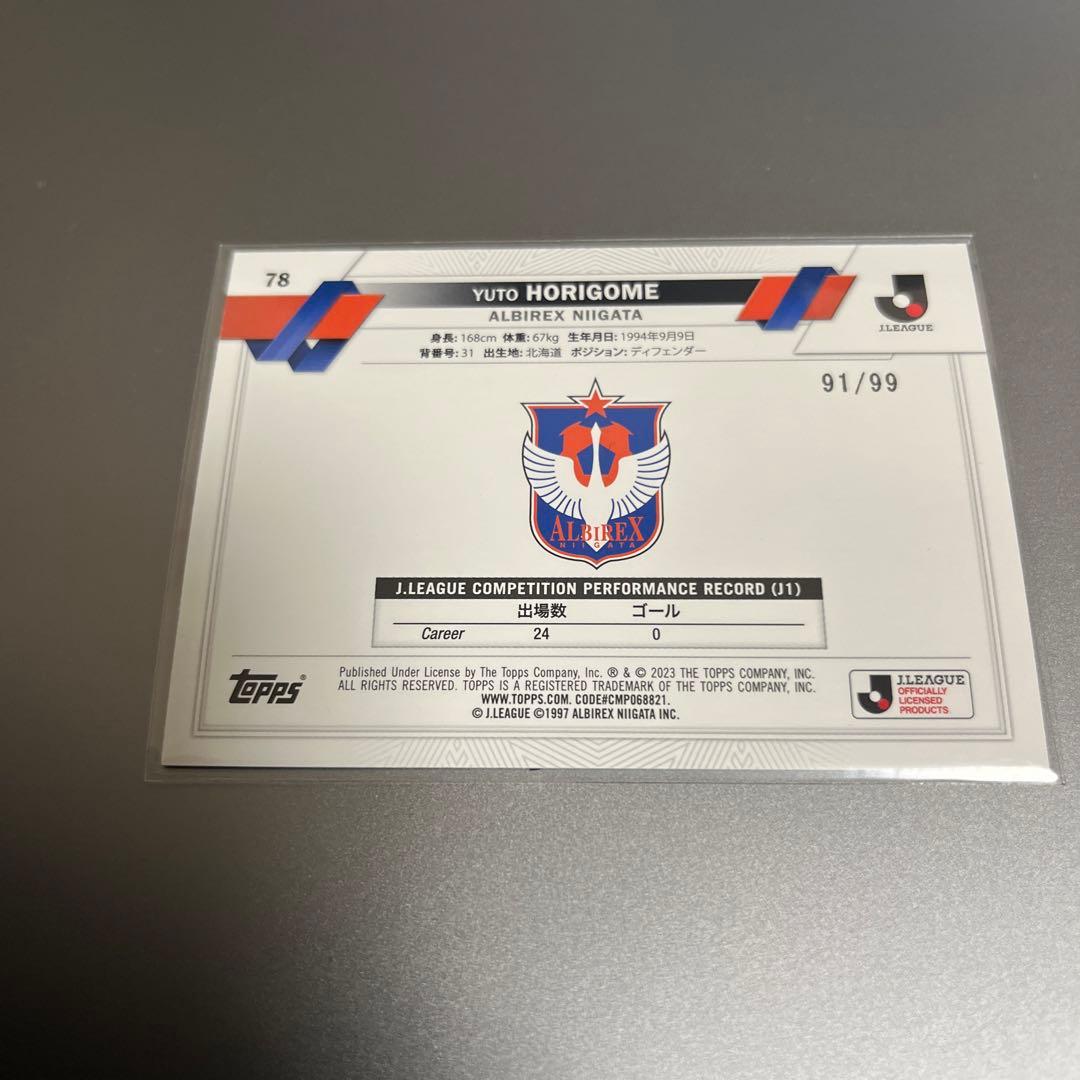 78
YUTO HORIGOME
ALBIREX NIIGATA
J.LEAGUE
身長: 168cm 体重: 67kg 生年月日: 1994年9月9日
背番号: 31 出生地: 北海道 ポジション: ディフェンダー
91/99
ALBIREX
NIIGATA
J.LEAGUE COMPETITION PERFORMANCE RECORD (J1)
出場数 ゴール
Career 24 0
topps®
Published Under License by The Topps Company, Inc. ® & © 2023 THE TOPPS COMPANY, INC.
ALL RIGHTS RESERVED. TOPPS IS A REGISTERED TRADEMARK OF THE TOPPS COMPANY, INC.
WWW.TOPPS.COM. CODE#CMP068821.
© J.LEAGUE ©1997 ALBIREX NIIGATA INC.
J.LEAGUE
OFFICIALLY
LICENSED
PRODUCTS